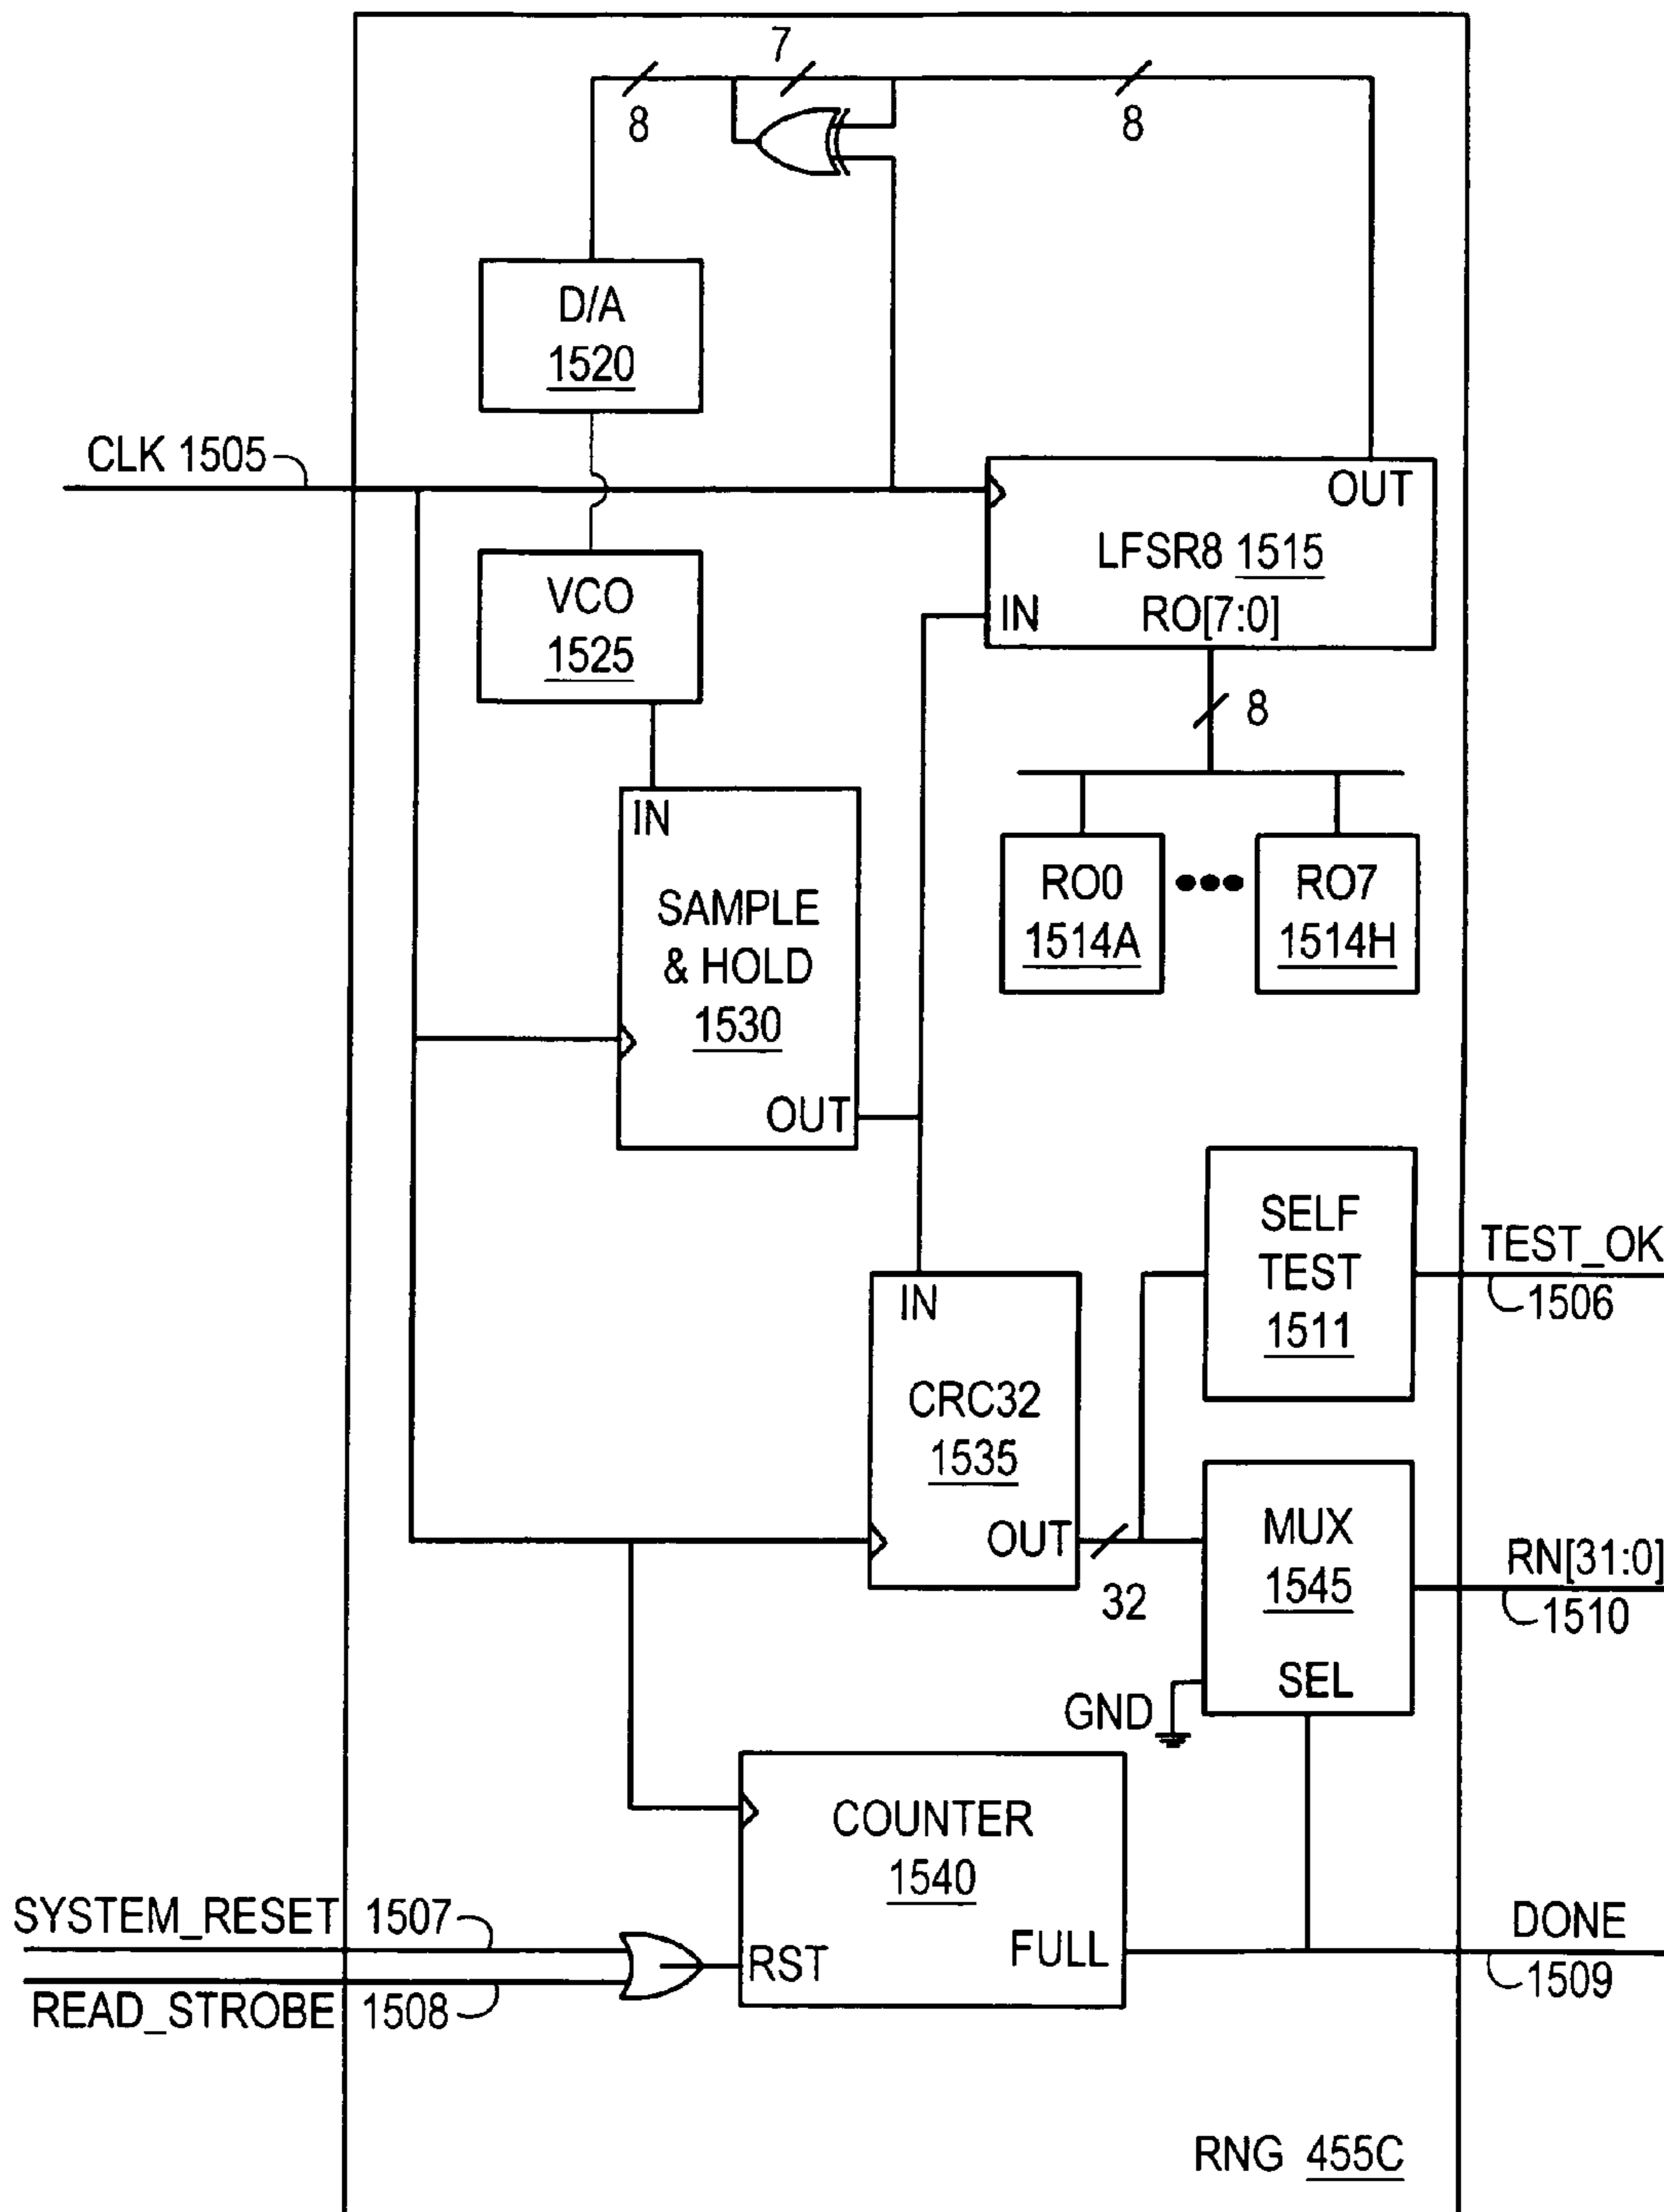 7
8
8
D/A
1520
CLK 1505
OUT
LFSR8 1515
IN
RO[7:0]
VCO
1525
8
IN
SAMPLE
& HOLD
1530
OUT
RO0
1514A
RO7
1514H
SELF
TEST
1511
TEST_OK
1506
IN
CRC32
1535
OUT
32
MUX
1545
SEL
RN[31:0]
1510
GND
COUNTER
1540
RST
FULL
SYSTEM_RESET 1507
READ_STROBE 1508
DONE
1509
RNG 455C